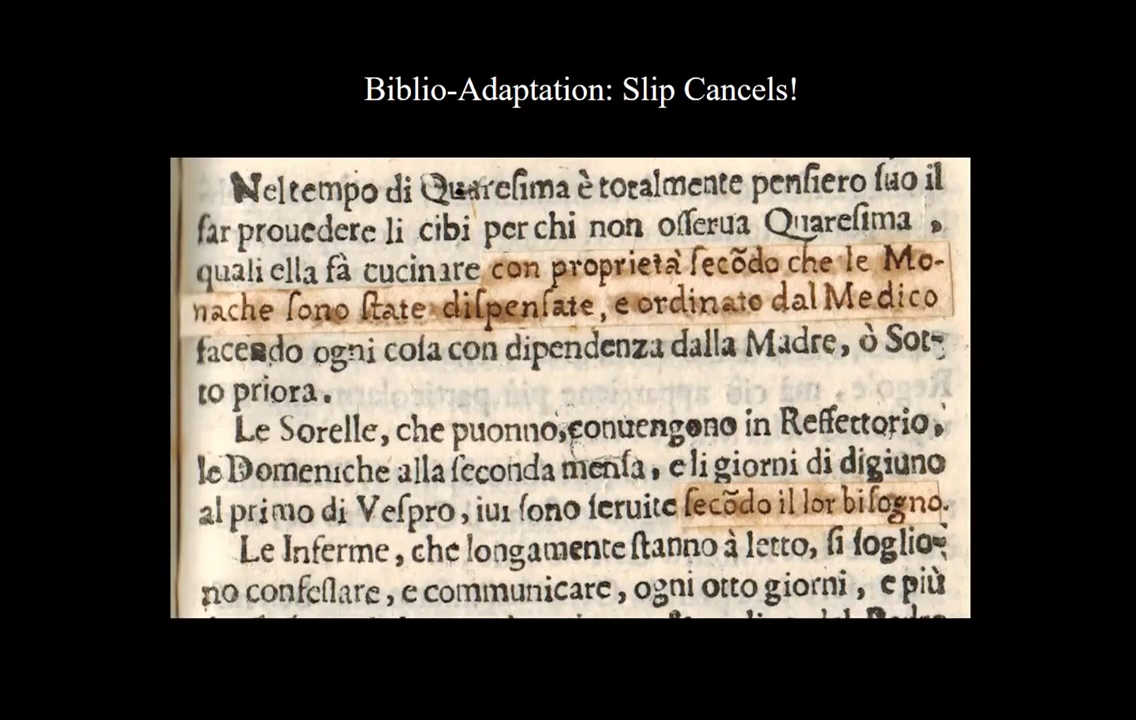 Biblio-Adaptation: Slip Cancels!
Nel tempo di Quareſima è totalmente penſiero ſuo il
far prouedere li cibi per chi non oſſerua Quareſima ,
quali ella fà cucinare con proprietà ſecõdo che le Mo-
nache ſono ſtate diſpenſate, e ordinato dal Medico
facendo ogni coſa con dipendenza dalla Madre, ò Sot-
to priora.
Le Sorelle, che puonno, conuengono in Reffettorio,
le Domeniche alla ſeconda menſa, e li giorni di digiuno
al primo di Veſpro, iui ſono ſeruite ſecõdo il lor biſogno.
Le Inferme, che longamente ſtanno à letto, ſi ſoglio-
no confeſſare, e communicare, ogni otto giorni, e più